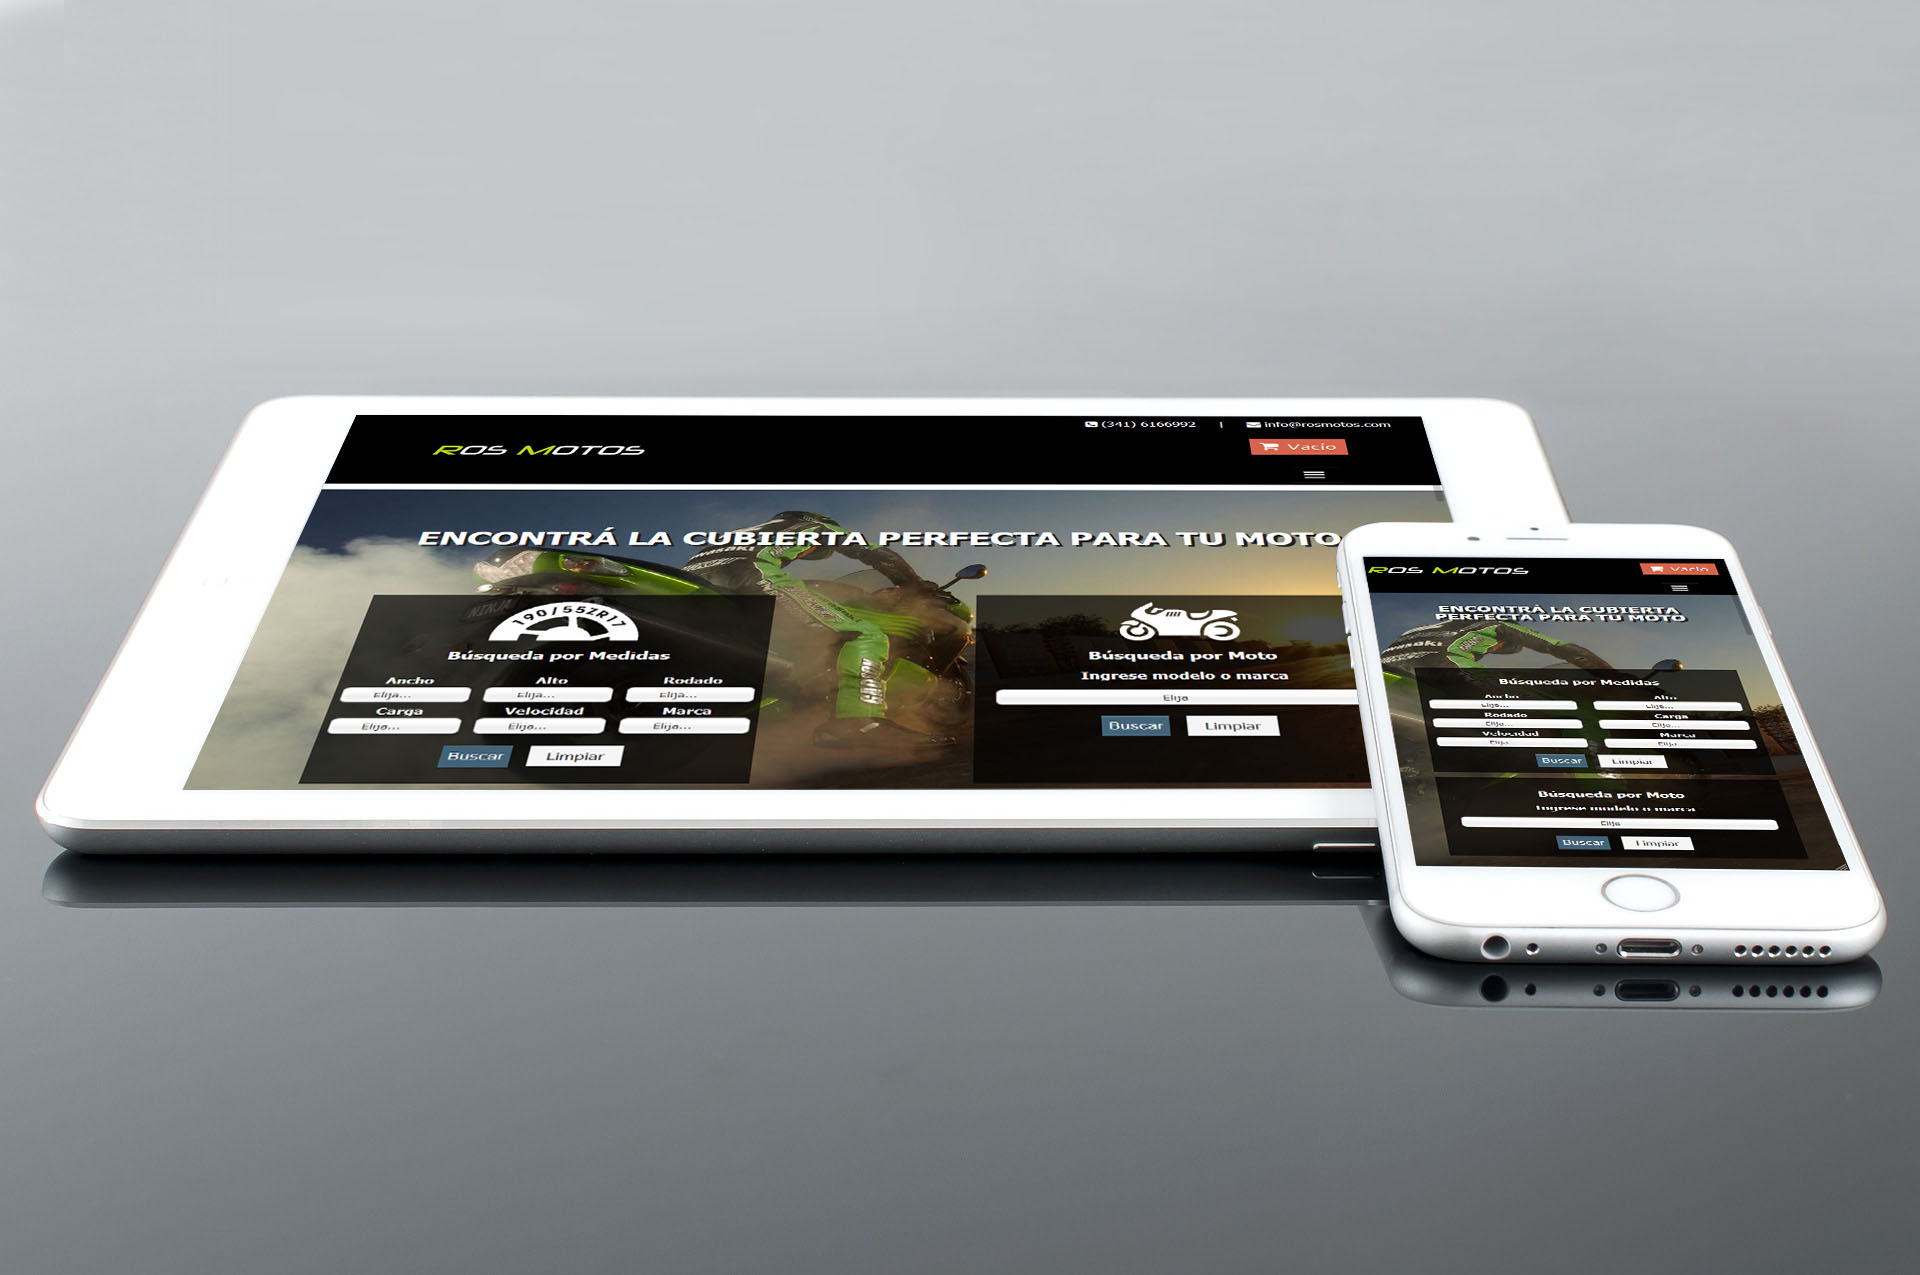 (341) 6166992 | info@rosmotos.com
Ros Motos
Vacío
ENCONTRÁ LA CUBIERTA PERFECTA PARA TU MOTO
190/55ZR17
NINJA
Kawasaki
Búsqueda por Medidas
Ancho Alto Rodado
Elija... Elija... Elija...
Carga Velocidad Marca
Elija... Elija... Elija...
Buscar Limpiar
Búsqueda por Moto
Ingrese modelo o marca
Elija
Buscar Limpiar
Ros Motos
Vacío
ENCONTRÁ LA CUBIERTA
PERFECTA PARA TU MOTO
Búsqueda por Medidas
Ancho Alto
Elija... Elija...
Rodado Carga
Elija... Elija...
Velocidad Marca
Elija Elija
Buscar Limpiar
Búsqueda por Moto
Ingrese modelo o marca
Elija
Buscar Limpiar